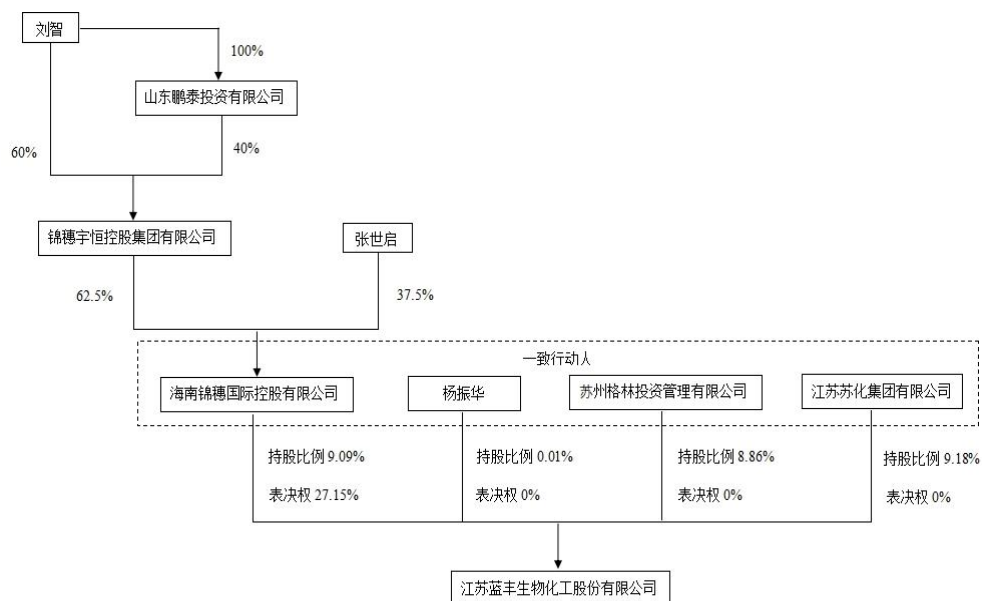 刘智
100%
山东鹏泰投资有限公司
60%
40%
锦穗宇恒控股集团有限公司
张世启
62.5%
37.5%
一致行动人
海南锦穗国际控股有限公司
杨振华
苏州格林投资管理有限公司
江苏苏化集团有限公司
持股比例 9.09%
表决权 27.15%
持股比例 0.01%
表决权 0%
持股比例 8.86%
表决权 0%
持股比例 9.18%
表决权 0%
江苏蓝丰生物化工股份有限公司